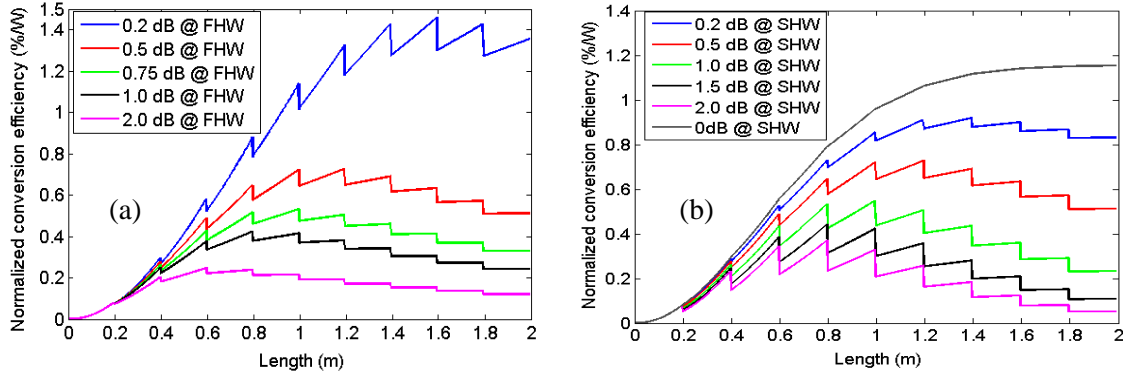 Normalized conversion efficiency (%/W)
1.5
1.4
1.2
1
0.8
0.6
0.4
0.2
0
0.2 dB @ FHW
0.5 dB @ FHW
0.75 dB @ FHW
1.0 dB @ FHW
2.0 dB @ FHW
(a)
0 0.2 0.4 0.6 0.8 1.0 1.2 1.4 1.6 1.8 2
Length (m)
Normalized conversion efficiency (%/W)
1.4
1.2
1
0.8
0.6
0.4
0.2
0
0.2 dB @ SHW
0.5 dB @ SHW
1.0 dB @ SHW
1.5 dB @ SHW
2.0 dB @ SHW
0dB @ SHW
(b)
0 0.2 0.4 0.6 0.8 1 1.2 1.4 1.6 1.8 2
Length (m)